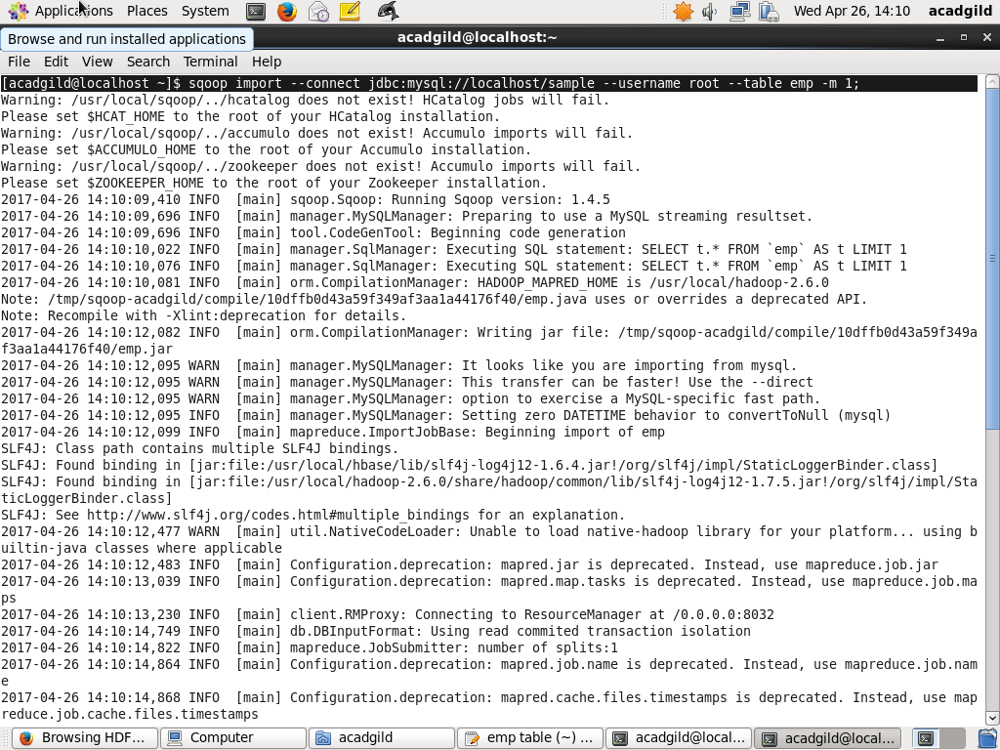 Applications Places System Wed Apr 26, 14:10 acadgild
Browse and run installed applications
acadgild@localhost:~
File Edit View Search Terminal Help
[acadgild@localhost ~]$ sqoop import --connect jdbc:mysql://localhost/sample --username root --table emp -m 1;
Warning: /usr/local/sqoop/../hcatalog does not exist! HCatalog jobs will fail.
Please set $HCAT_HOME to the root of your HCatalog installation.
Warning: /usr/local/sqoop/../accumulo does not exist! Accumulo imports will fail.
Please set $ACCUMULO_HOME to the root of your Accumulo installation.
Warning: /usr/local/sqoop/../zookeeper does not exist! Accumulo imports will fail.
Please set $ZOOKEEPER_HOME to the root of your Zookeeper installation.
2017-04-26 14:10:09,410 INFO  [main] sqoop.Sqoop: Running Sqoop version: 1.4.5
2017-04-26 14:10:09,696 INFO  [main] manager.MySQLManager: Preparing to use a MySQL streaming resultset.
2017-04-26 14:10:09,696 INFO  [main] tool.CodeGenTool: Beginning code generation
2017-04-26 14:10:10,022 INFO  [main] manager.SqlManager: Executing SQL statement: SELECT t.* FROM `emp` AS t LIMIT 1
2017-04-26 14:10:10,076 INFO  [main] manager.SqlManager: Executing SQL statement: SELECT t.* FROM `emp` AS t LIMIT 1
2017-04-26 14:10:10,081 INFO  [main] orm.CompilationManager: HADOOP_MAPRED_HOME is /usr/local/hadoop-2.6.0
Note: /tmp/sqoop-acadgild/compile/10dffb0d43a59f349af3aa1a44176f40/emp.java uses or overrides a deprecated API.
Note: Recompile with -Xlint:deprecation for details.
2017-04-26 14:10:12,082 INFO  [main] orm.CompilationManager: Writing jar file: /tmp/sqoop-acadgild/compile/10dffb0d43a59f349a
f3aa1a44176f40/emp.jar
2017-04-26 14:10:12,095 WARN  [main] manager.MySQLManager: It looks like you are importing from mysql.
2017-04-26 14:10:12,095 WARN  [main] manager.MySQLManager: This transfer can be faster! Use the --direct
2017-04-26 14:10:12,095 WARN  [main] manager.MySQLManager: option to exercise a MySQL-specific fast path.
2017-04-26 14:10:12,095 INFO  [main] manager.MySQLManager: Setting zero DATETIME behavior to convertToNull (mysql)
2017-04-26 14:10:12,099 INFO  [main] mapreduce.ImportJobBase: Beginning import of emp
SLF4J: Class path contains multiple SLF4J bindings.
SLF4J: Found binding in [jar:file:/usr/local/hbase/lib/slf4j-log4j12-1.6.4.jar!/org/slf4j/impl/StaticLoggerBinder.class]
SLF4J: Found binding in [jar:file:/usr/local/hadoop-2.6.0/share/hadoop/common/lib/slf4j-log4j12-1.7.5.jar!/org/slf4j/impl/Sta
ticLoggerBinder.class]
SLF4J: See http://www.slf4j.org/codes.html#multiple_bindings for an explanation.
2017-04-26 14:10:12,477 WARN  [main] util.NativeCodeLoader: Unable to load native-hadoop library for your platform... using b
uiltin-java classes where applicable
2017-04-26 14:10:12,483 INFO  [main] Configuration.deprecation: mapred.jar is deprecated. Instead, use mapreduce.job.jar
2017-04-26 14:10:13,039 INFO  [main] Configuration.deprecation: mapred.map.tasks is deprecated. Instead, use mapreduce.job.ma
ps
2017-04-26 14:10:13,230 INFO  [main] client.RMProxy: Connecting to ResourceManager at /0.0.0.0:8032
2017-04-26 14:10:14,749 INFO  [main] db.DBInputFormat: Using read commited transaction isolation
2017-04-26 14:10:14,822 INFO  [main] mapreduce.JobSubmitter: number of splits:1
2017-04-26 14:10:14,864 INFO  [main] Configuration.deprecation: mapred.job.name is deprecated. Instead, use mapreduce.job.nam
e
2017-04-26 14:10:14,868 INFO  [main] Configuration.deprecation: mapred.cache.files.timestamps is deprecated. Instead, use map
reduce.job.cache.files.timestamps
Browsing HDF... Computer acadgild emp table (~) ... acadgild@local... acadgild@local...